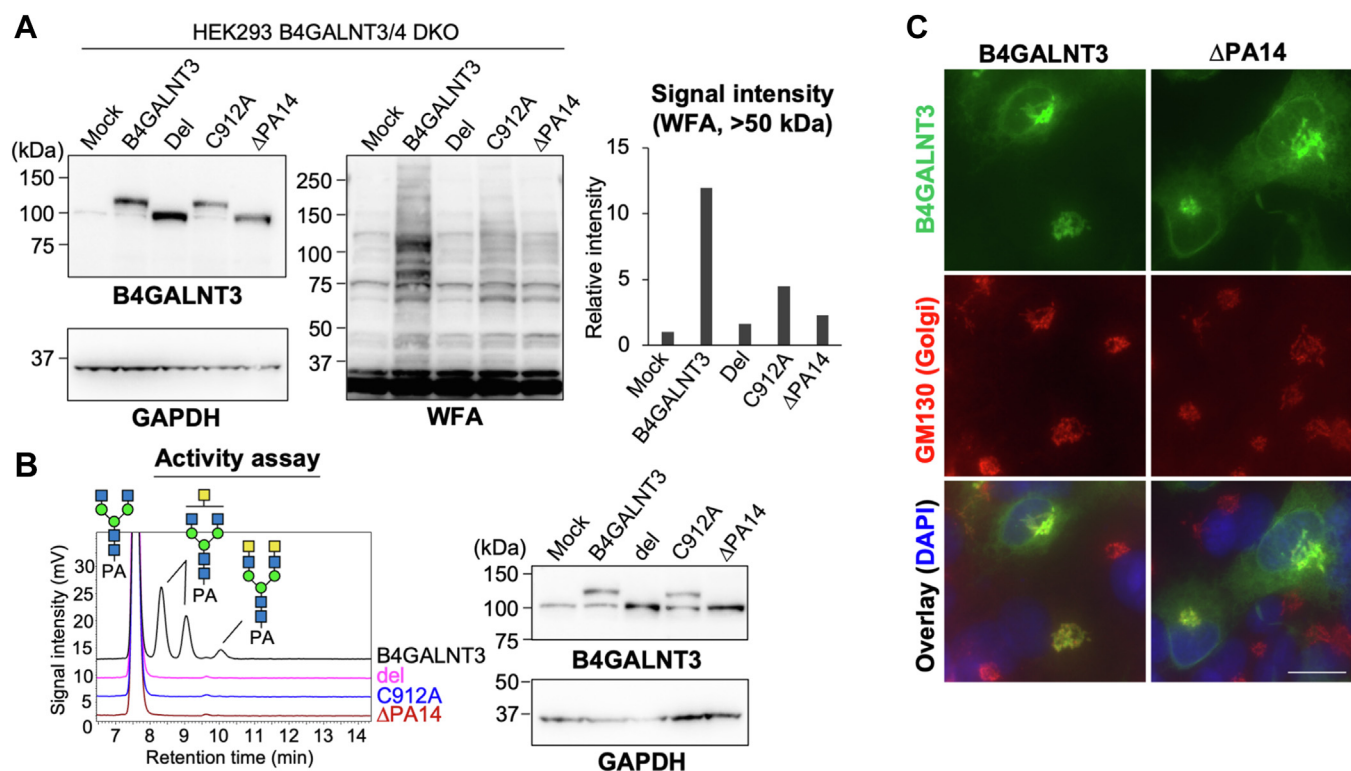 A
HEK293 B4GALNT3/4 DKO
Mock
B4GALNT3
Del
C912A
ΔPA14
(kDa)
150
100
75
B4GALNT3
37
GAPDH
Mock
B4GALNT3
Del
C912A
ΔPA14
250
150
100
75
50
37
WFA
Signal intensity
(WFA, >50 kDa)
Relative intensity
15
10
5
0
Mock
B4GALNT3
Del
C912A
ΔPA14
B
Activity assay
PA
PA
PA
Signal intensity (mV)
30
25
20
15
10
5
0
B4GALNT3
del
C912A
ΔPA14
7 8 9 10 11 12 13 14
Retention time (min)
Mock
B4GALNT3
del
C912A
ΔPA14
(kDa)
150
100
75
B4GALNT3
50
37
GAPDH
C
B4GALNT3
ΔPA14
B4GALNT3
GM130 (Golgi)
Overlay (DAPI)